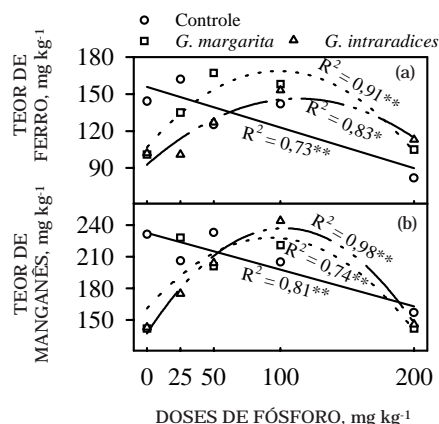 Controle
G. margarita G. intraradices
TEOR DE
FERRO, mg kg-1
180
150
120
90
(a)
R² = 0,91**
R² = 0,83*
R² = 0,73**
TEOR DE
MANGANÊS, mg kg-1
240
210
180
150
(b)
R² = 0,98**
R² = 0,74**
R² = 0,81**
0 25 50 100 200
DOSES DE FÓSFORO, mg kg-1